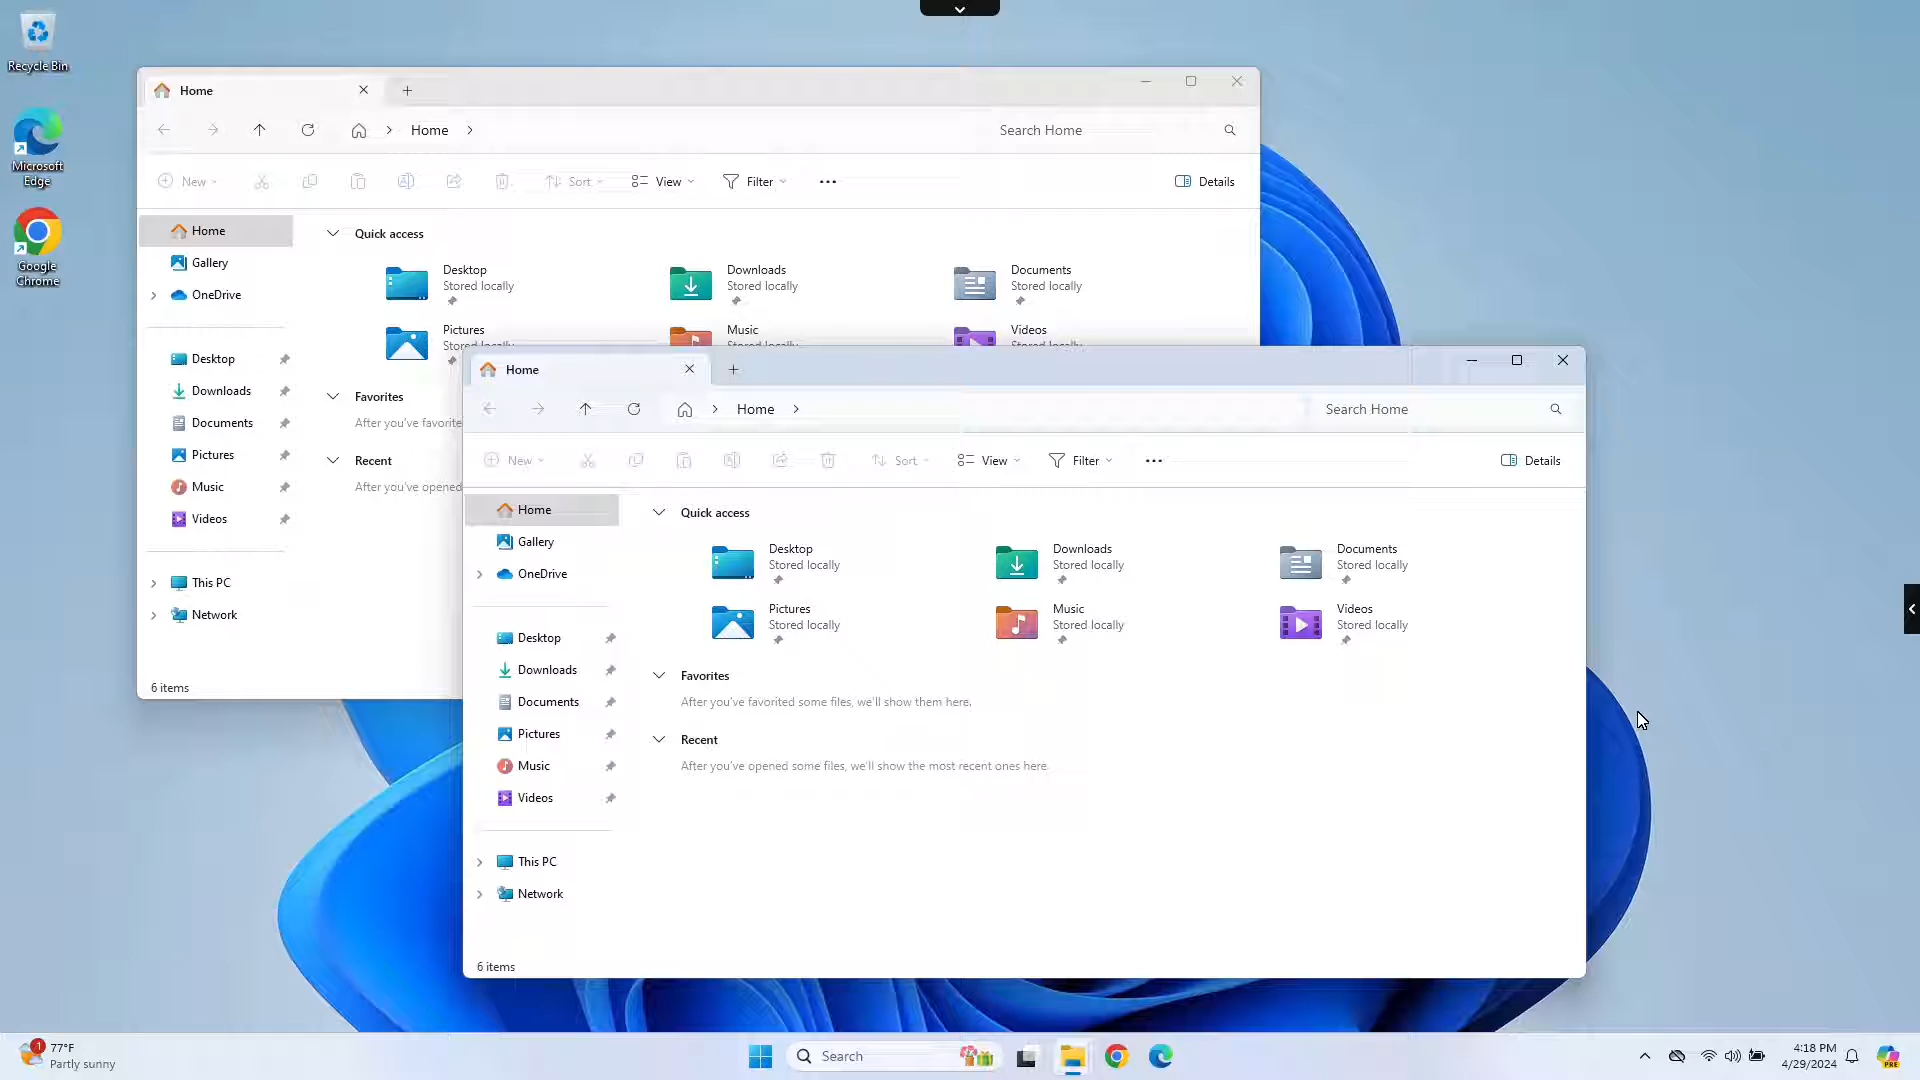 Recycle Bin
Microsoft
Edge
Google
Chrome
Home
Home
Search Home
New
Sort
View
Filter
Details
Home
Gallery
OneDrive
Desktop
Downloads
Documents
Pictures
Music
Videos
This PC
Network
6 items
Quick access
Desktop
Stored locally
Downloads
Stored locally
Documents
Stored locally
Pictures
Stored locally
Music
Stored locally
Videos
Stored locally
Favorites
After you've favorite
Recent
After you've opened
Home
Home
Search Home
New
Sort
View
Filter
Details
Home
Gallery
OneDrive
Desktop
Downloads
Documents
Pictures
Music
Videos
This PC
Network
6 items
Quick access
Desktop
Stored locally
Downloads
Stored locally
Documents
Stored locally
Pictures
Stored locally
Music
Stored locally
Videos
Stored locally
Favorites
After you've favorited some files, we'll show them here.
Recent
After you've opened some files, we'll show the most recent ones here.
1
77°F
Partly sunny
Search
4:18 PM
4/29/2024
PRE